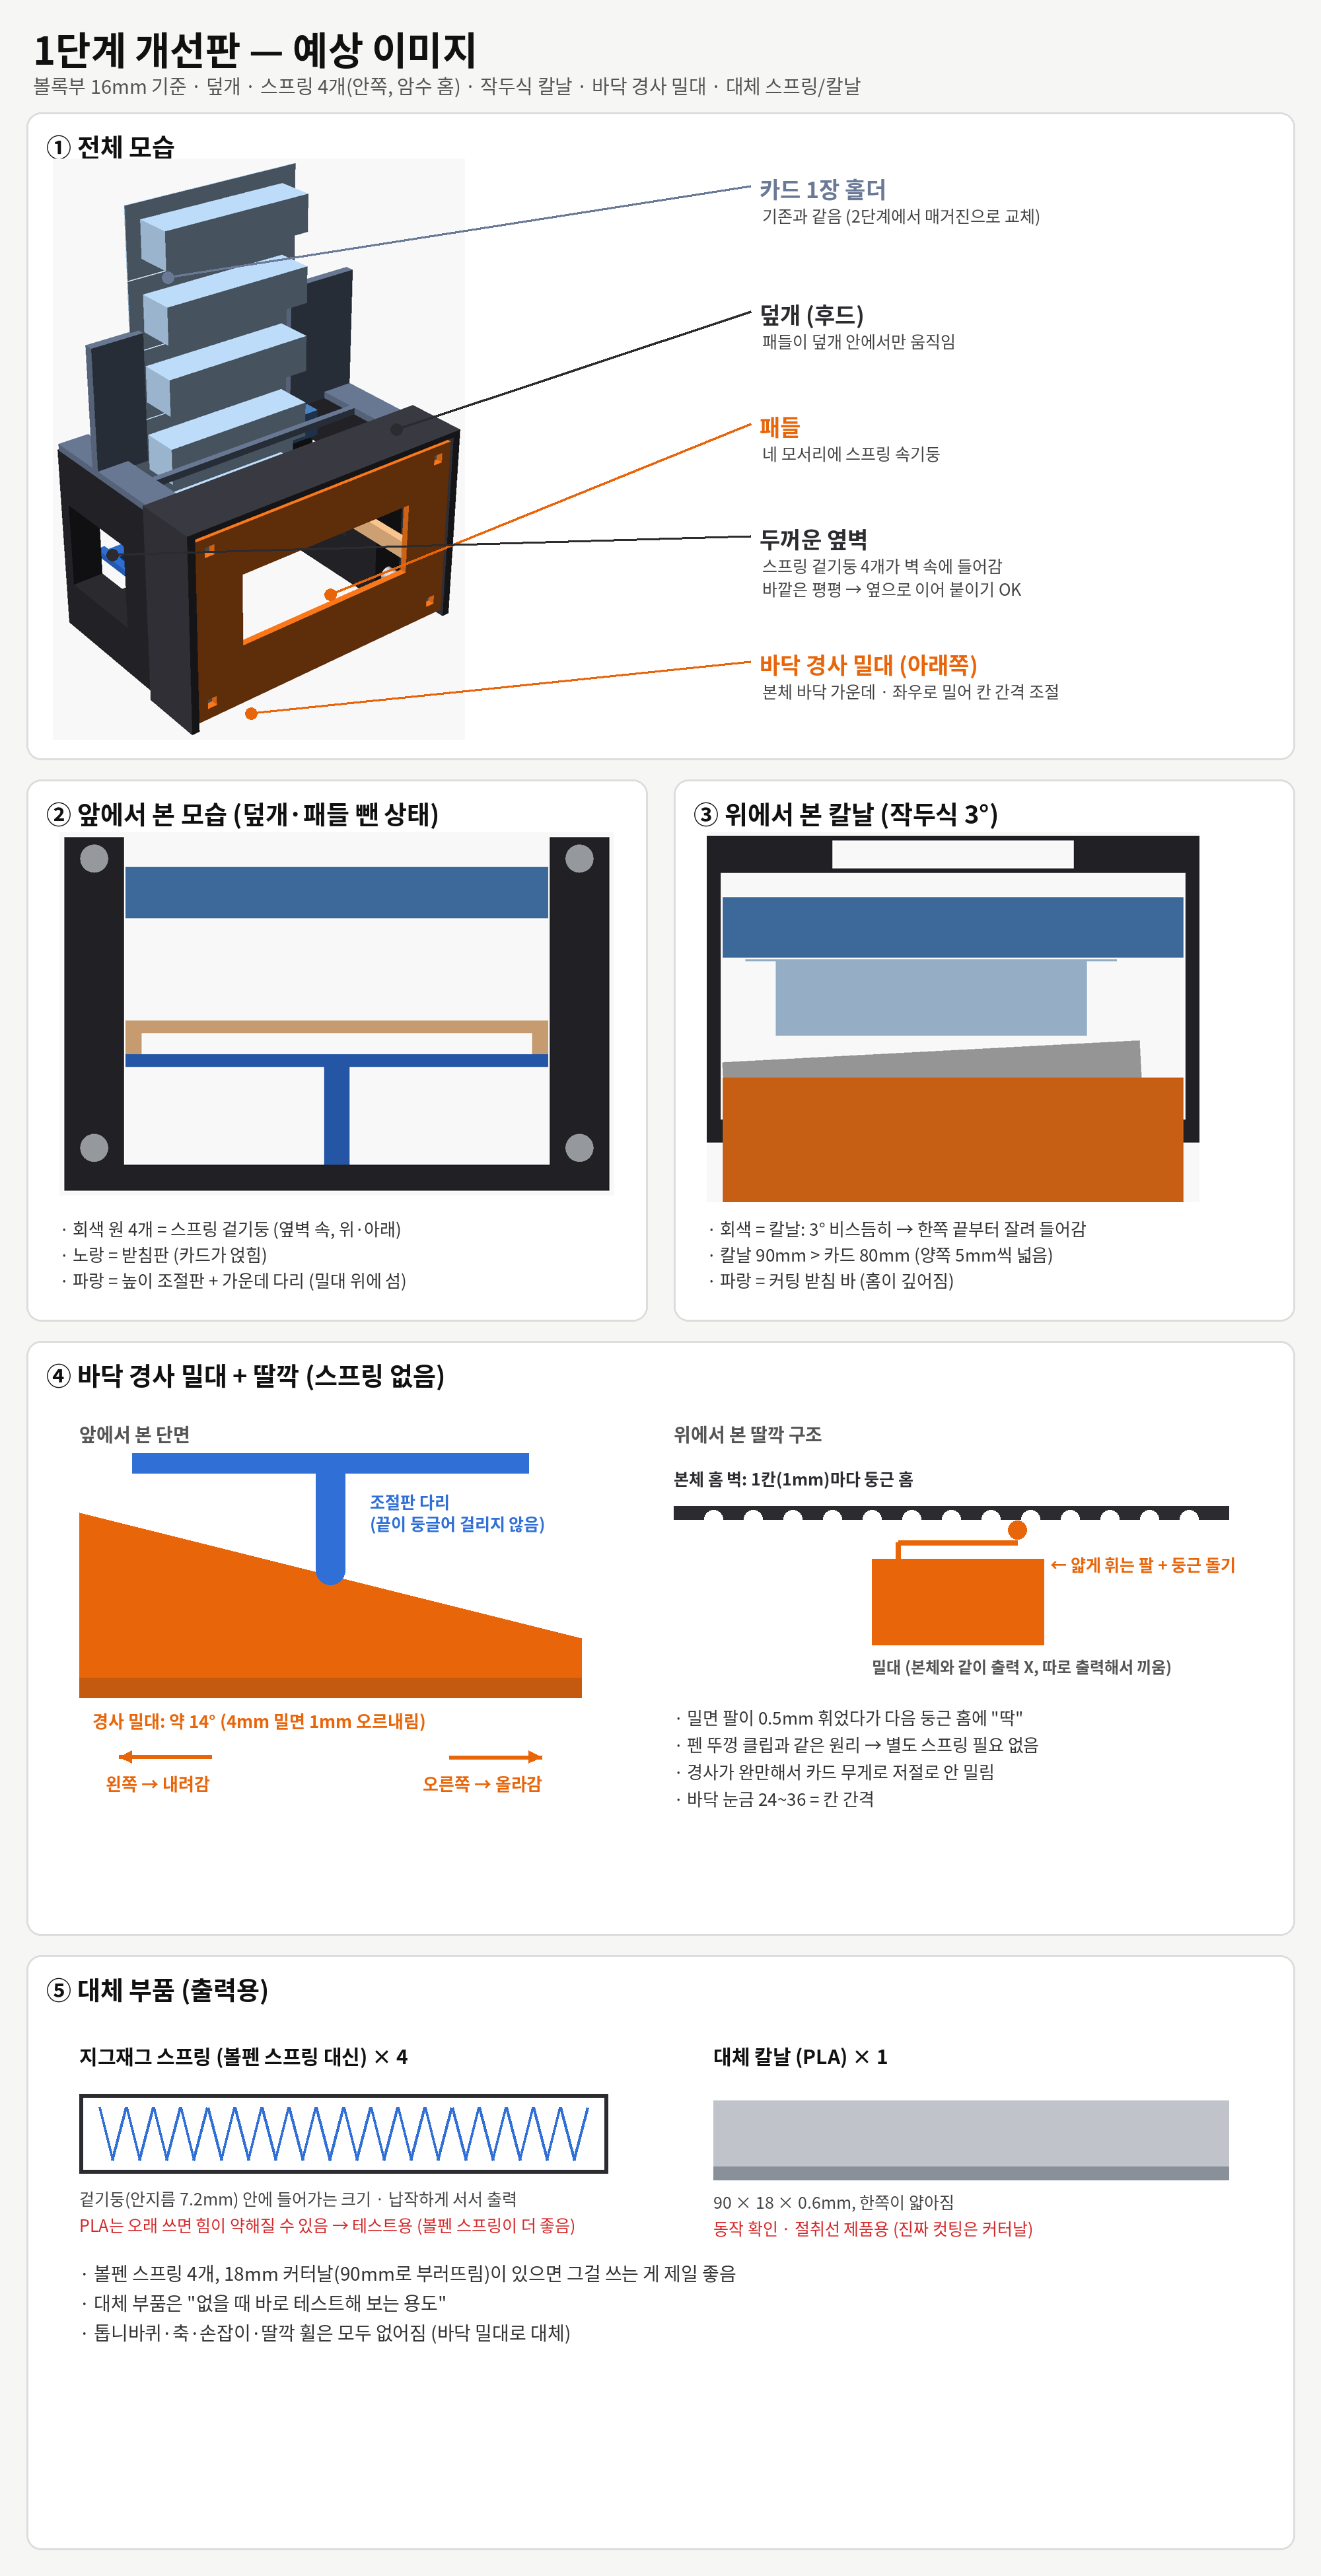 1단계 개선판 — 예상 이미지
볼록부 16mm 기준 · 덮개 · 스프링 4개(안쪽, 암수 홈) · 작두식 칼날 · 바닥 경사 밀대 · 대체 스프링/칼날
① 전체 모습
카드 1장 홀더
기존과 같음 (2단계에서 매거진으로 교체)
덮개 (후드)
패들이 덮개 안에서만 움직임
패들
네 모서리에 스프링 속기둥
두꺼운 옆벽
스프링 겉기둥 4개가 벽 속에 들어감
바깥은 평평 → 옆으로 이어 붙이기 OK
바닥 경사 밀대 (아래쪽)
본체 바닥 가운데 · 좌우로 밀어 칸 간격 조절
② 앞에서 본 모습 (덮개·패들 뺀 상태)
· 회색 원 4개 = 스프링 겉기둥 (옆벽 속, 위·아래)
· 노랑 = 받침판 (카드가 얹힘)
· 파랑 = 높이 조절판 + 가운데 다리 (밀대 위에 섬)
③ 위에서 본 칼날 (작두식 3°)
· 회색 = 칼날: 3° 비스듬히 → 한쪽 끝부터 잘려 들어감
· 칼날 90mm > 카드 80mm (양쪽 5mm씩 넓음)
· 파랑 = 커팅 받침 바 (홈이 깊어짐)
④ 바닥 경사 밀대 + 딸깍 (스프링 없음)
앞에서 본 단면
조절판 다리
(끝이 둥글어 걸리지 않음)
경사 밀대: 약 14° (4mm 밀면 1mm 오르내림)
왼쪽 → 내려감
오른쪽 → 올라감
위에서 본 딸깍 구조
본체 홈 벽: 1칸(1mm)마다 둥근 홈
← 얇게 휘는 팔 + 둥근 돌기
밀대 (본체와 같이 출력 X, 따로 출력해서 끼움)
· 밀면 팔이 0.5mm 휘었다가 다음 둥근 홈에 "딱"
· 펜 뚜껑 클립과 같은 원리 → 별도 스프링 필요 없음
· 경사가 완만해서 카드 무게로 저절로 안 밀림
· 바닥 눈금 24~36 = 칸 간격
⑤ 대체 부품 (출력용)
지그재그 스프링 (볼펜 스프링 대신) × 4
겉기둥(안지름 7.2mm) 안에 들어가는 크기 · 납작하게 서서 출력
PLA는 오래 쓰면 힘이 약해질 수 있음 → 테스트용 (볼펜 스프링이 더 좋음)
대체 칼날 (PLA) × 1
90 × 18 × 0.6mm, 한쪽이 얇아짐
동작 확인 · 절취선 제품용 (진짜 컷팅은 커터날)
· 볼펜 스프링 4개, 18mm 커터날(90mm로 부러뜨림)이 있으면 그걸 쓰는 게 제일 좋음
· 대체 부품은 "없을 때 바로 테스트해 보는 용도"
· 톱니바퀴·축·손잡이·딸깍 휠은 모두 없어짐 (바닥 밀대로 대체)